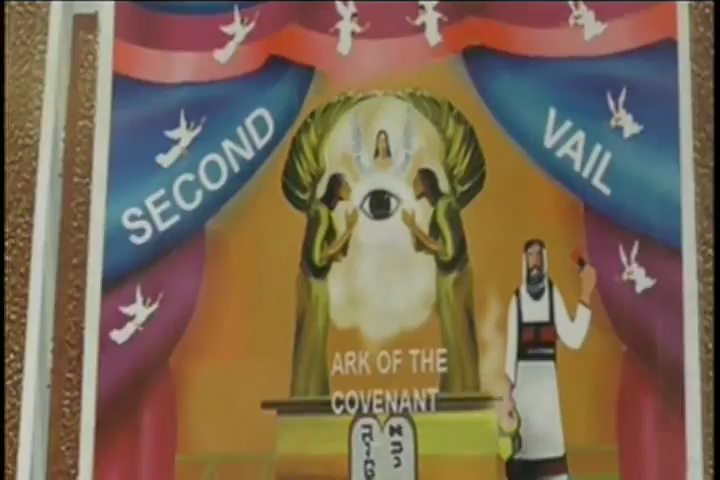 SECOND
VAIL
ARK OF THE
COVENANT